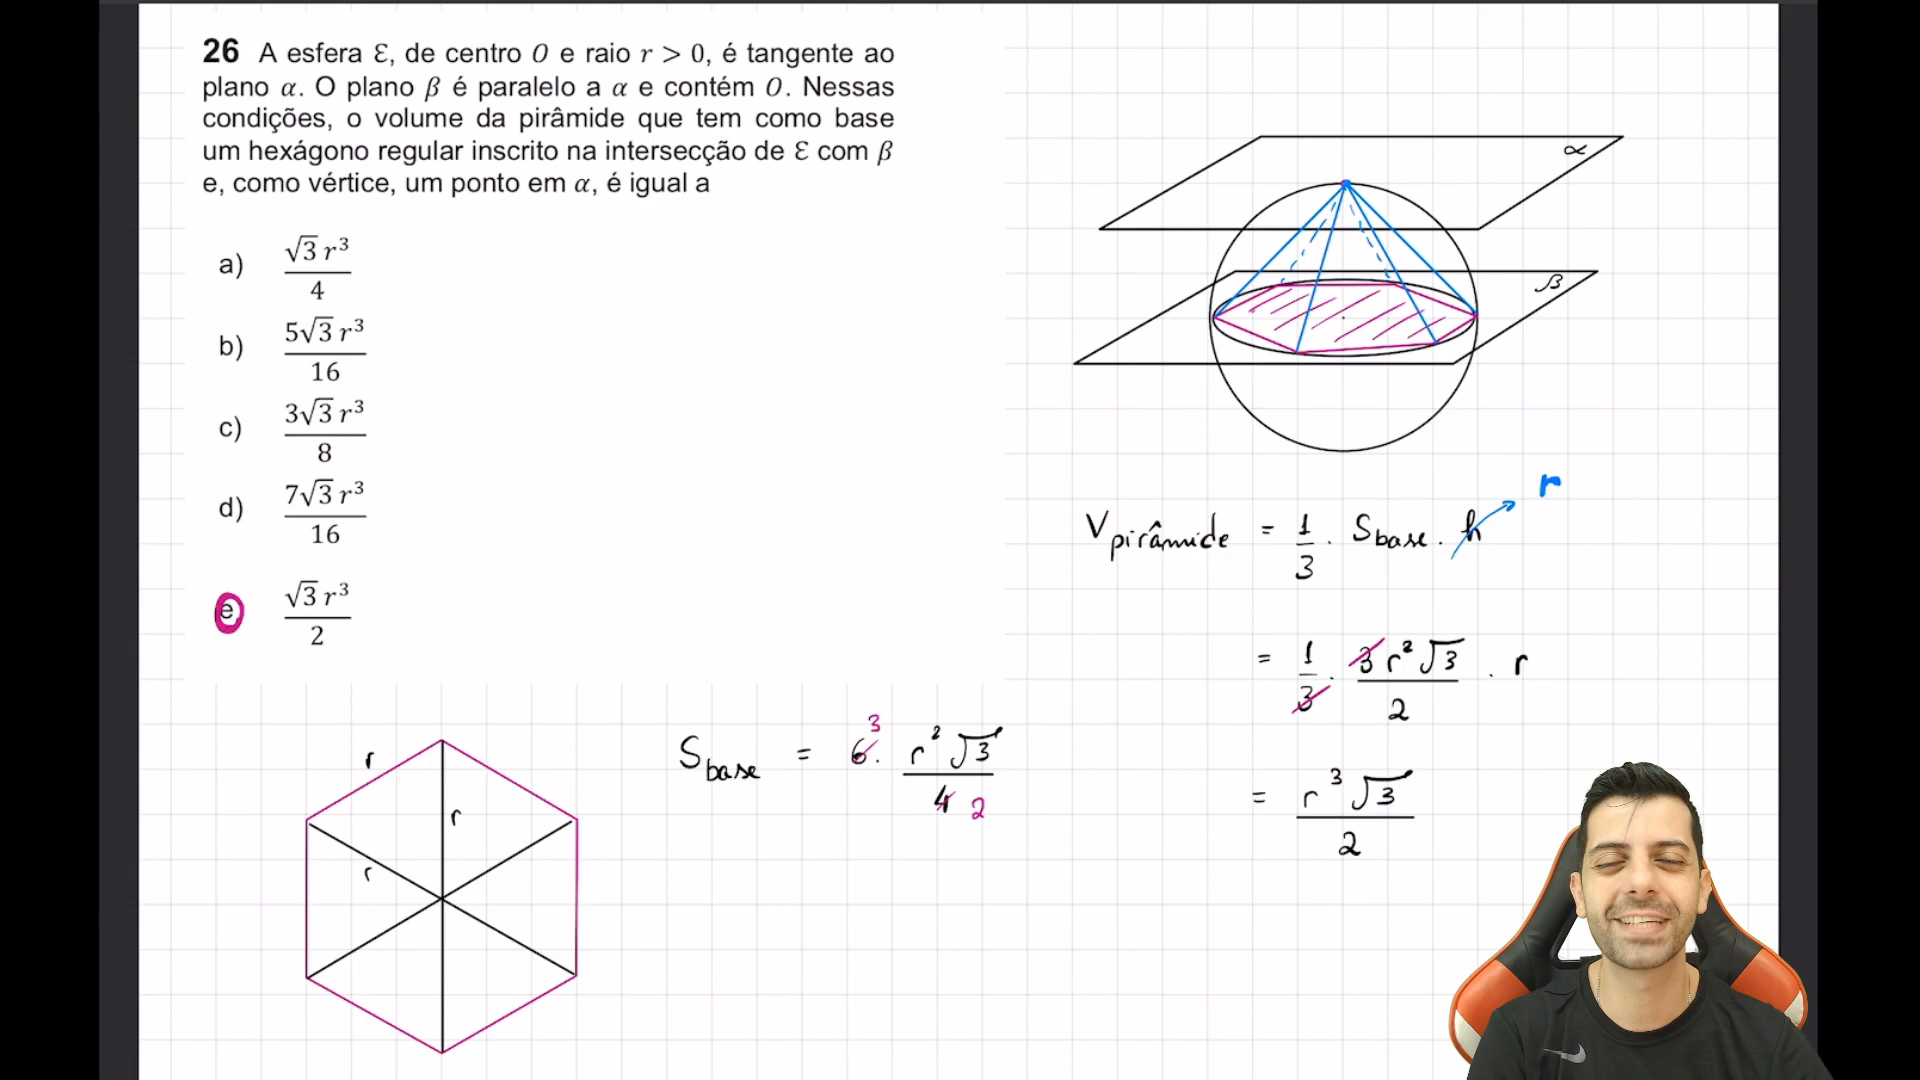 26 A esfera Ɛ, de centro O e raio r > 0, é tangente ao
plano α. O plano β é paralelo a α e contém O. Nessas
condições, o volume da pirâmide que tem como base
um hexágono regular inscrito na intersecção de Ɛ com β
e, como vértice, um ponto em α, é igual a
a) √3 r³ / 4
b) 5√3 r³ / 16
c) 3√3 r³ / 8
d) 7√3 r³ / 16
e) √3 r³ / 2
α
β
r
V pirâmide = 1/3 . S base . h
= 1/3 . 3 r² √3 / 2 . r
= r³ √3 / 2
r
r
r
3
S base = 6 . r² √3 / 4 2